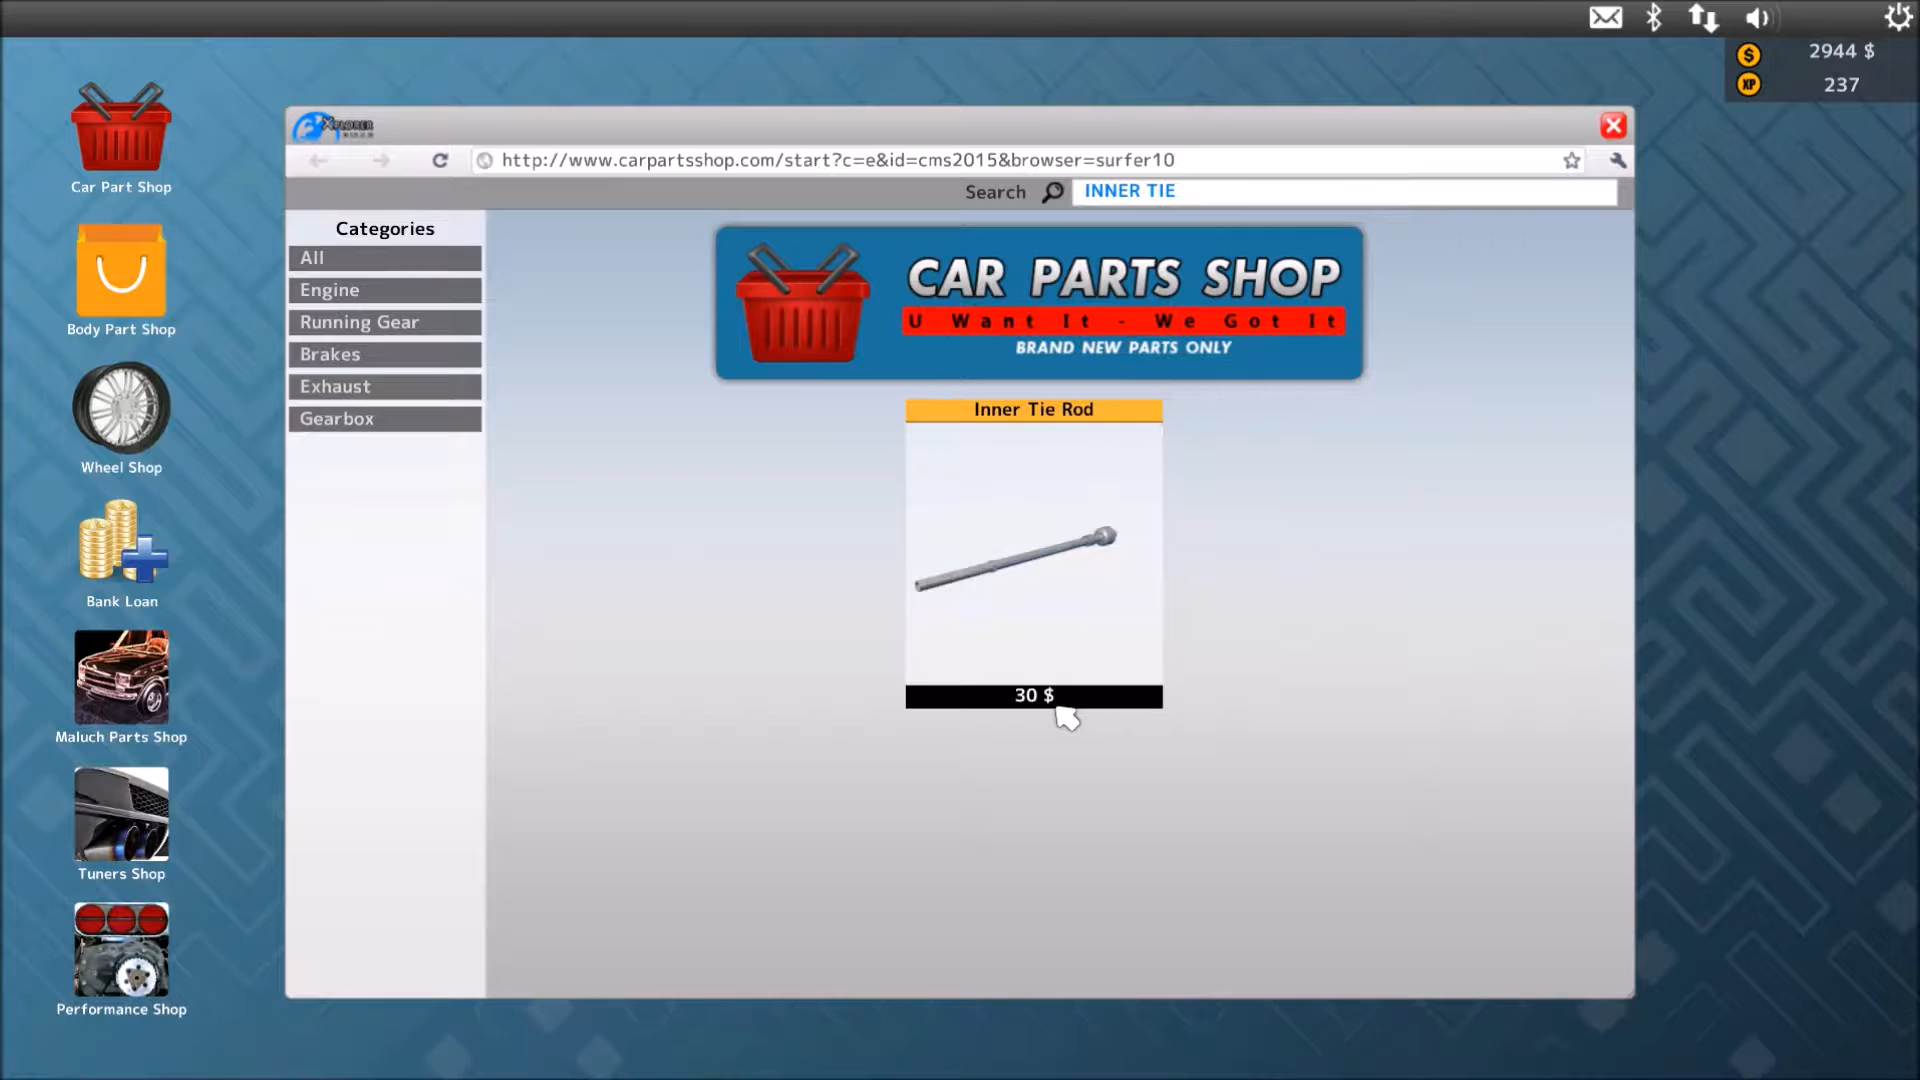 2944 $
237
Car Part Shop
Body Part Shop
Wheel Shop
Bank Loan
Maluch Parts Shop
Tuners Shop
Performance Shop
XPLORER
http://www.carpartsshop.com/start?c=e&id=cms2015&browser=surfer10
Search INNER TIE
Categories
All
Engine
Running Gear
Brakes
Exhaust
Gearbox
CAR PARTS SHOP
U Want It - We Got It
BRAND NEW PARTS ONLY
Inner Tie Rod
30 $